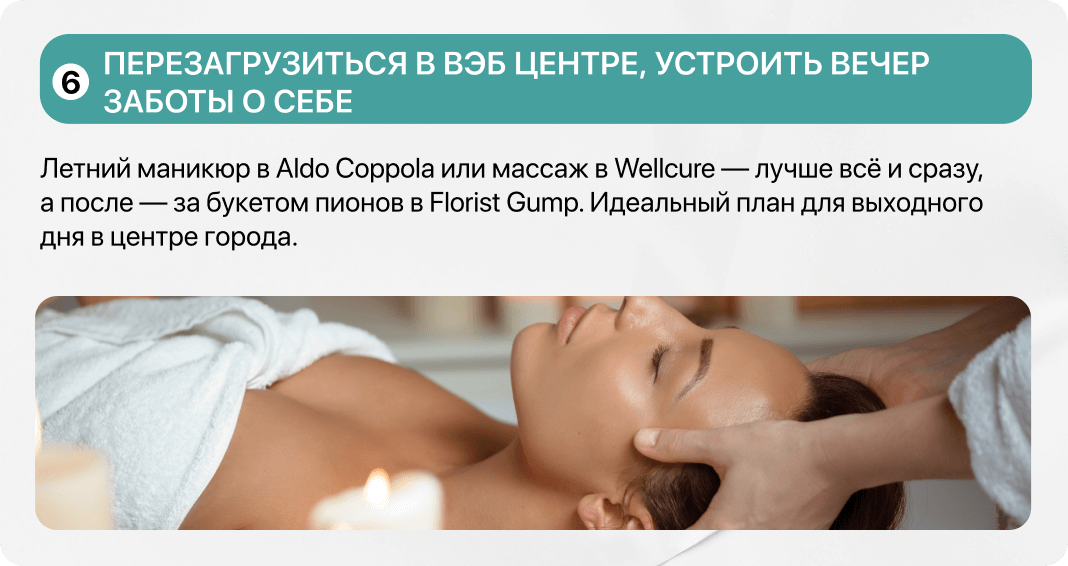 6
ПЕРЕЗАГРУЗИТЬСЯ В ВЭБ ЦЕНТРЕ, УСТРОИТЬ ВЕЧЕР
ЗАБОТЫ О СЕБЕ
Летний маникюр в Aldo Coppola или массаж в Wellcure — лучше всё и сразу,
а после — за букетом пионов в Florist Gump. Идеальный план для выходного
дня в центре города.